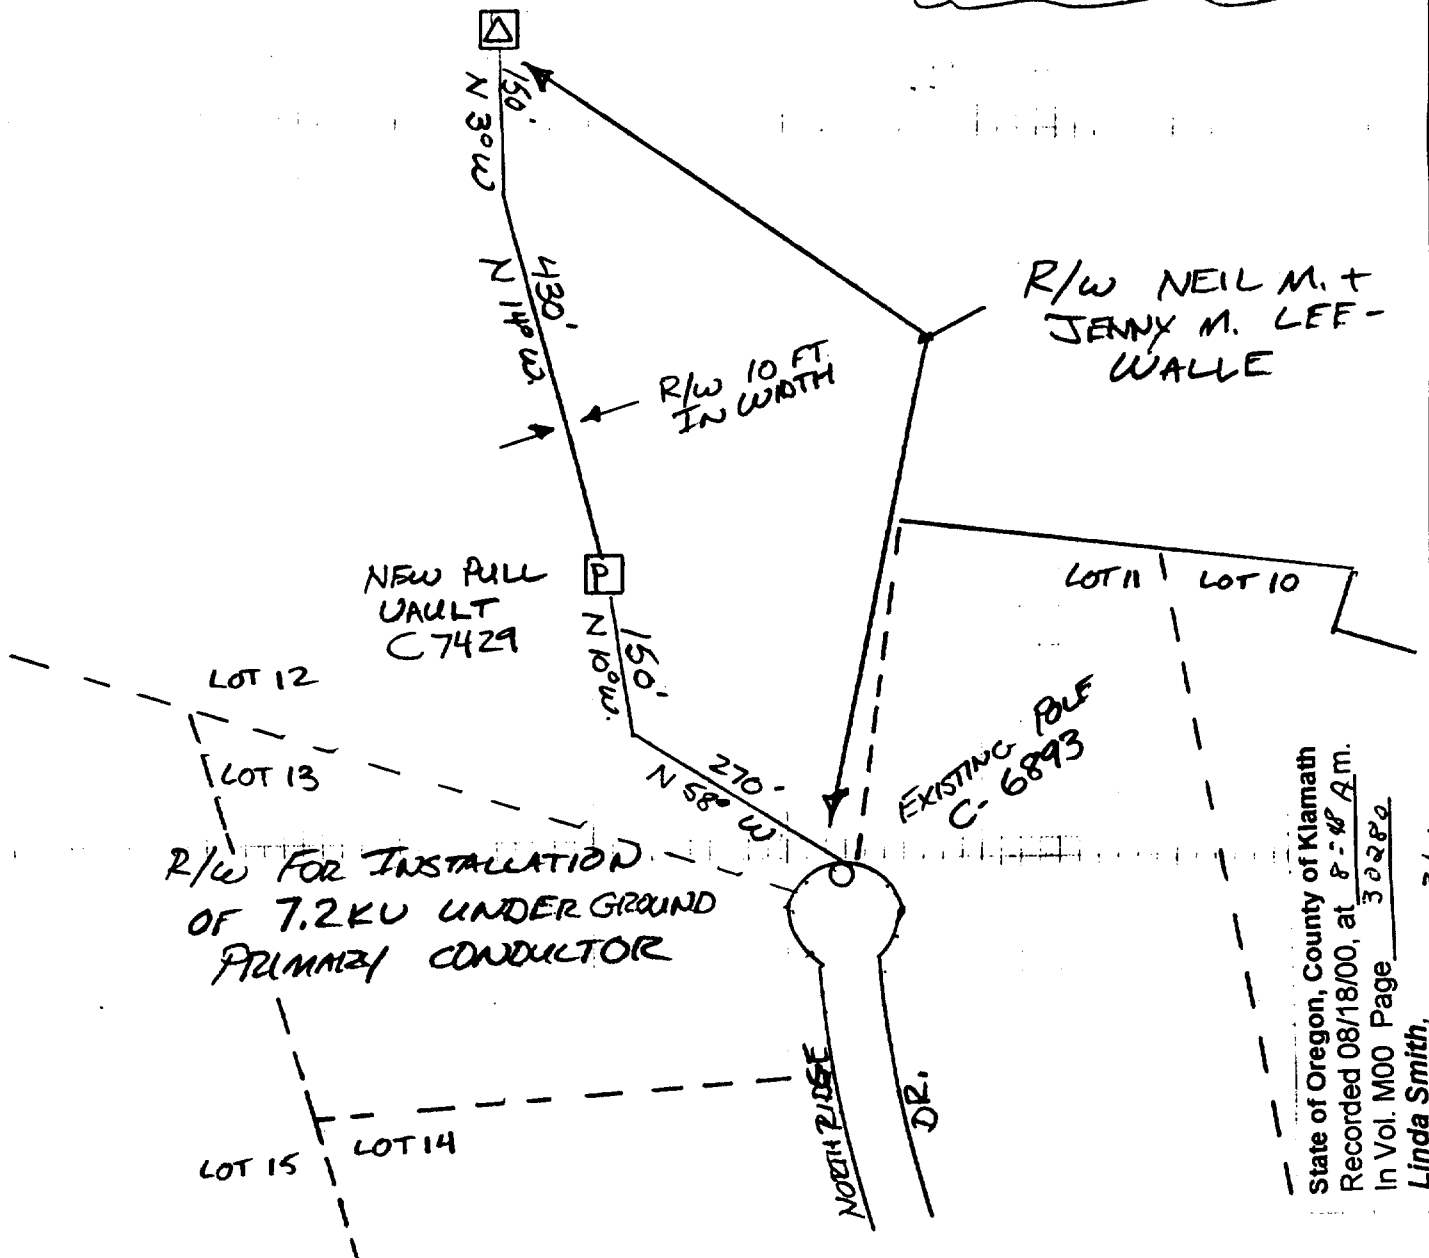 150'
N 3° W
430'
N 14° W.
R/W 10 FT.
IN WIDTH
R/W NEIL M. +
JENNY M. LEE-
WALLE
NEW PULL
VAULT
C 7429
P
150'
N 10° W.
LOT 11
LOT 10
LOT 12
LOT 13
270'
N 58° W
EXISTING POLE
C-6893
R/W FOR INSTALLATION
OF 7.2KV UNDERGROUND
PRIMARY CONDUCTOR
LOT 14
LOT 15
NORTH RIDGE
DR.
State of Oregon, County of Klamath
Recorded 08/18/00, at A m.
In Vol. M00 Page 30280
Linda Smith,